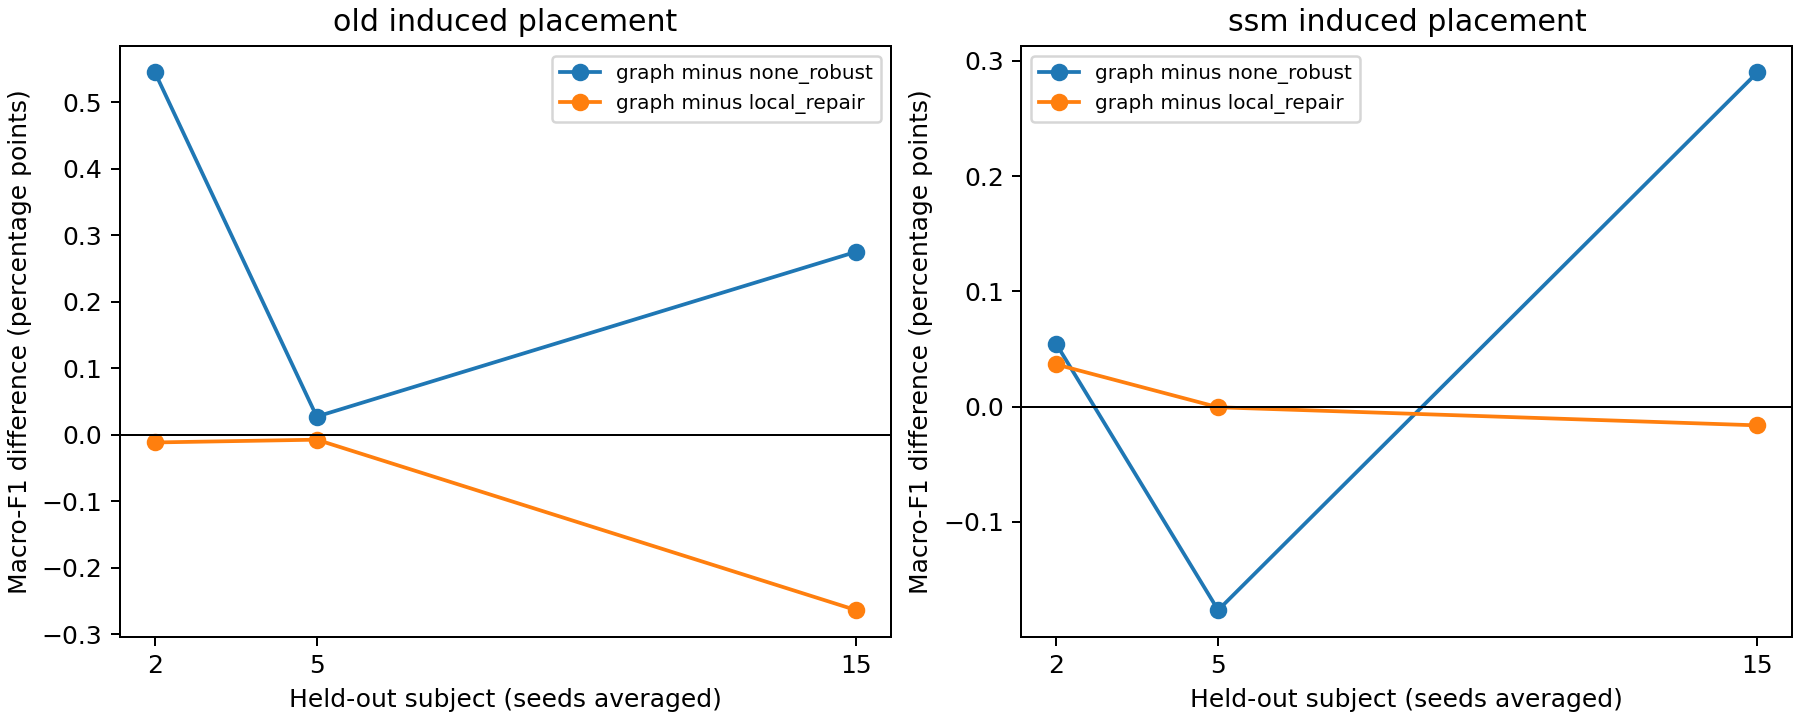 old induced placement
Macro-F1 difference (percentage points)
0.5
0.4
0.3
0.2
0.1
0.0
−0.1
−0.2
−0.3
graph minus none_robust
graph minus local_repair
2
5
15
Held-out subject (seeds averaged)
ssm induced placement
Macro-F1 difference (percentage points)
0.3
0.2
0.1
0.0
−0.1
graph minus none_robust
graph minus local_repair
2
5
15
Held-out subject (seeds averaged)